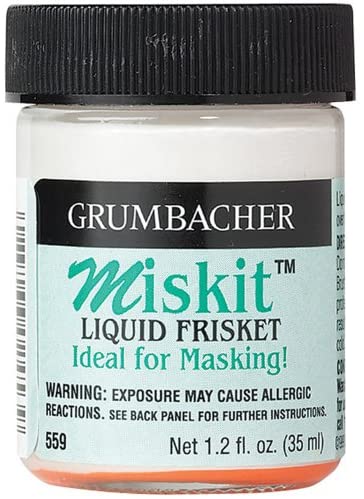 GRUMBACHER
Miskit™
LIQUID FRISKET
Ideal for Masking!
WARNING: EXPOSURE MAY CAUSE ALLERGIC
REACTIONS. SEE BACK PANEL FOR FURTHER INSTRUCTIONS.
559 Net 1.2 fl. oz. (35 ml)